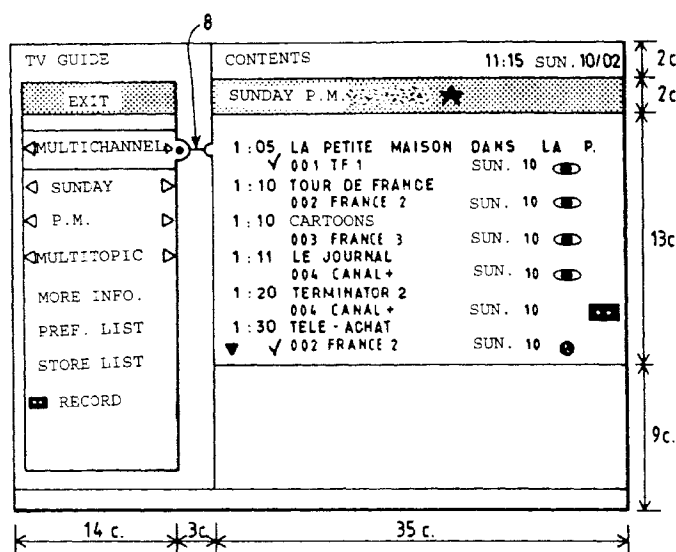 8
TV GUIDE
EXIT
MULTICHANNEL
SUNDAY
P.M.
MULTITOPIC
MORE INFO.
PREF. LIST
STORE LIST
RECORD
CONTENTS 11:15 SUN. 10/02
SUNDAY P.M.
1:05 LA PETITE MAISON DANS LA P.
001 TF 1 SUN. 10
1:10 TOUR DE FRANCE
002 FRANCE 2 SUN. 10
1:10 CARTOONS
003 FRANCE 3 SUN. 10
1:11 LE JOURNAL
004 CANAL+ SUN. 10
1:20 TERMINATOR 2
004 CANAL+ SUN. 10
1:30 TELE-ACHAT
002 FRANCE 2 SUN. 10
2c
2c
13c
9c.
14 c. 3c 35 c.